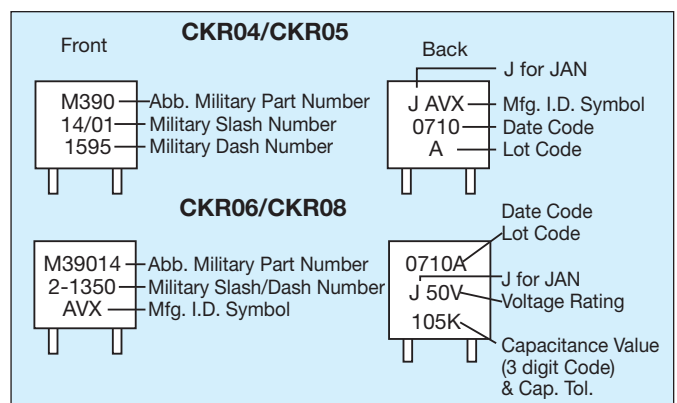 CKR04/CKR05
Front
M390
14/01
1595
Abb. Military Part Number
Military Slash Number
Military Dash Number
Back
J for JAN
J AVX
0710
A
Mfg. I.D. Symbol
Date Code
Lot Code
CKR06/CKR08
M39014
2-1350
AVX
Abb. Military Part Number
Military Slash/Dash Number
Mfg. I.D. Symbol
Date Code
Lot Code
0710A
J 50V
105K
J for JAN
Voltage Rating
Capacitance Value
(3 digit Code)
& Cap. Tol.